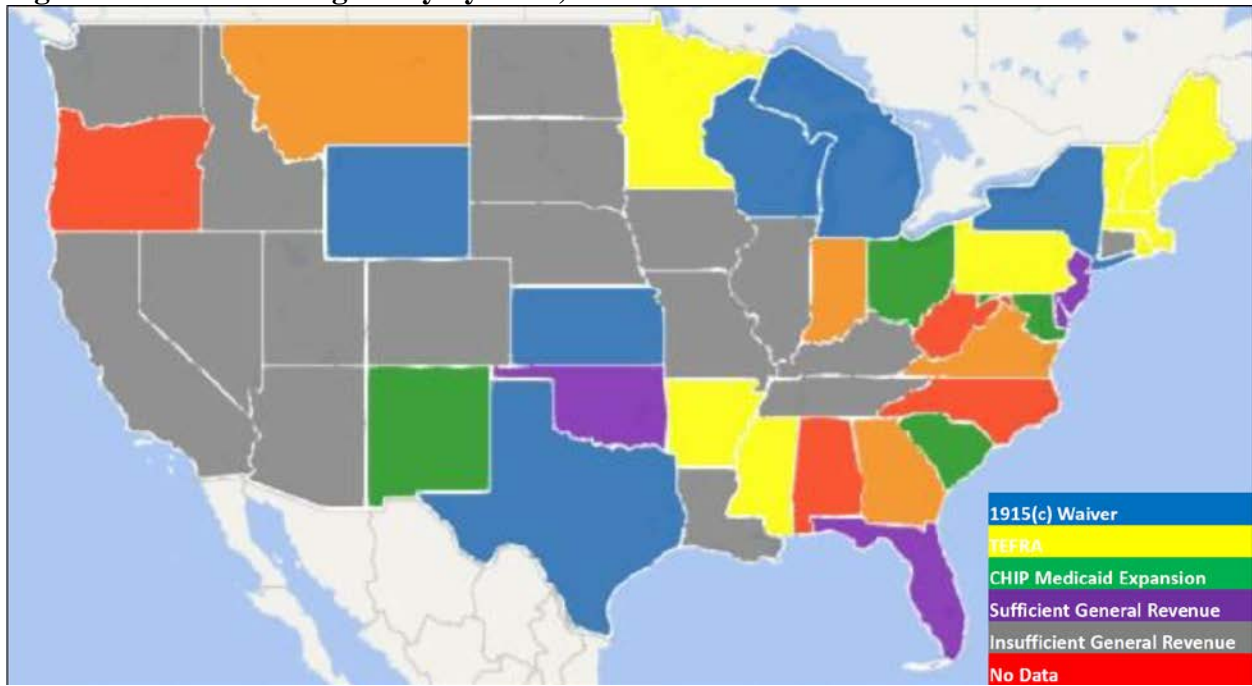 1915(c) Waiver
TEFRA
CHIP Medicaid Expansion
Sufficient General Revenue
Insufficient General Revenue
No Data